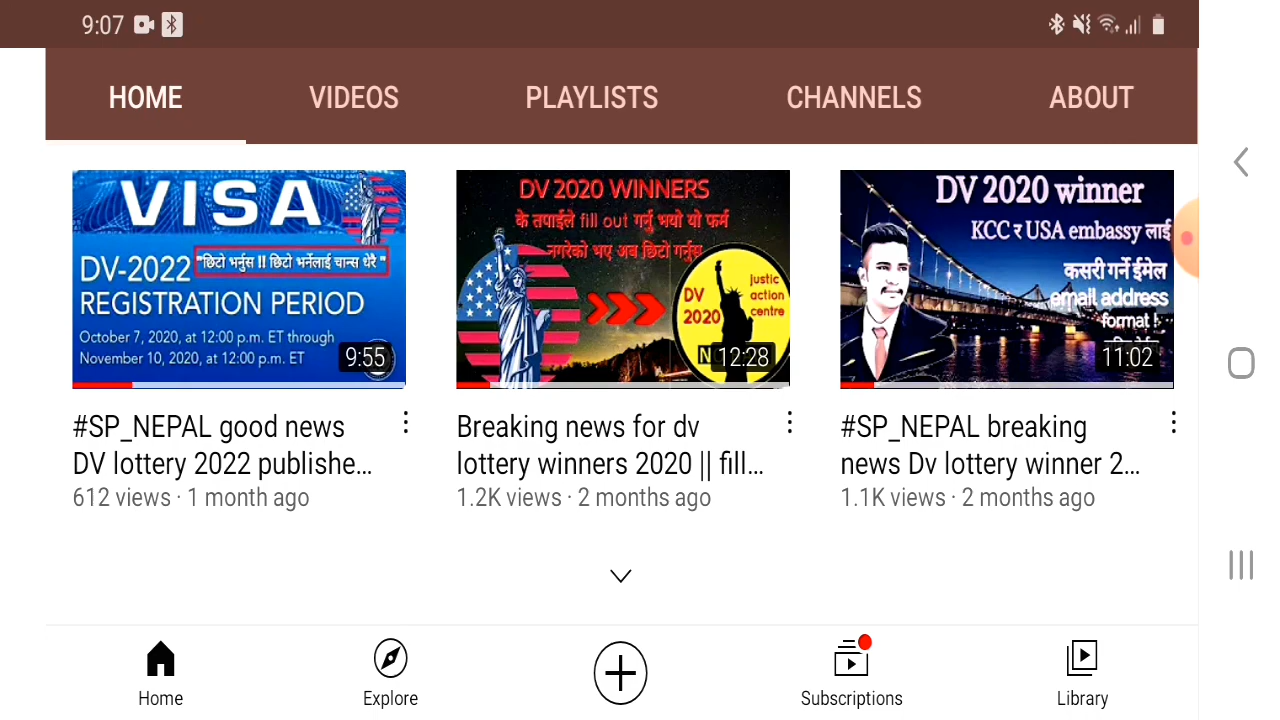 9:07
HOME VIDEOS PLAYLISTS CHANNELS ABOUT
VISA
DV-2022 "छिटो भर्नुस II छिटो भर्नेलाई चान्स धेरै "
REGISTRATION PERIOD
October 7, 2020, at 12:00 p.m. ET through
November 10, 2020, at 12:00 p.m. ET
9:55
DV 2020 WINNERS
के तपाईले fill out गर्नु भयो यो फर्म
नगरेको भए अब छिटो गर्नुस्
justic
action
centre
DV
2020
12:28
DV 2020 winner
KCC र USA embassy लाई
कसरी गर्ने ईमेल
email address
format !
11:02
#SP_NEPAL good news
DV lottery 2022 publishe...
612 views · 1 month ago
Breaking news for dv
lottery winners 2020 || fill...
1.2K views · 2 months ago
#SP_NEPAL breaking
news Dv lottery winner 2...
1.1K views · 2 months ago
Home Explore Subscriptions Library